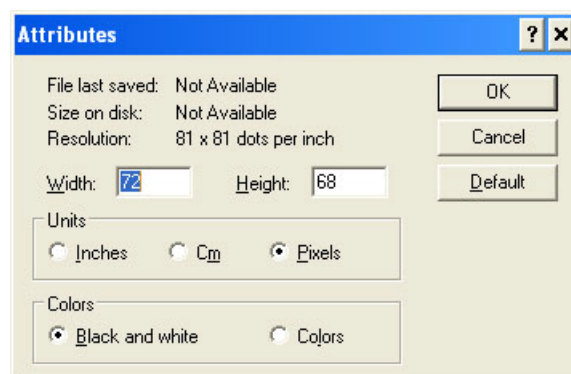 Attributes
File last saved: Not Available
OK
Size on disk: Not Available
Resolution: 81 x 81 dots per inch
Cancel
Width: 72 Height: 68
Default
Units
Inches Cm Pixels
Colors
Black and white Colors